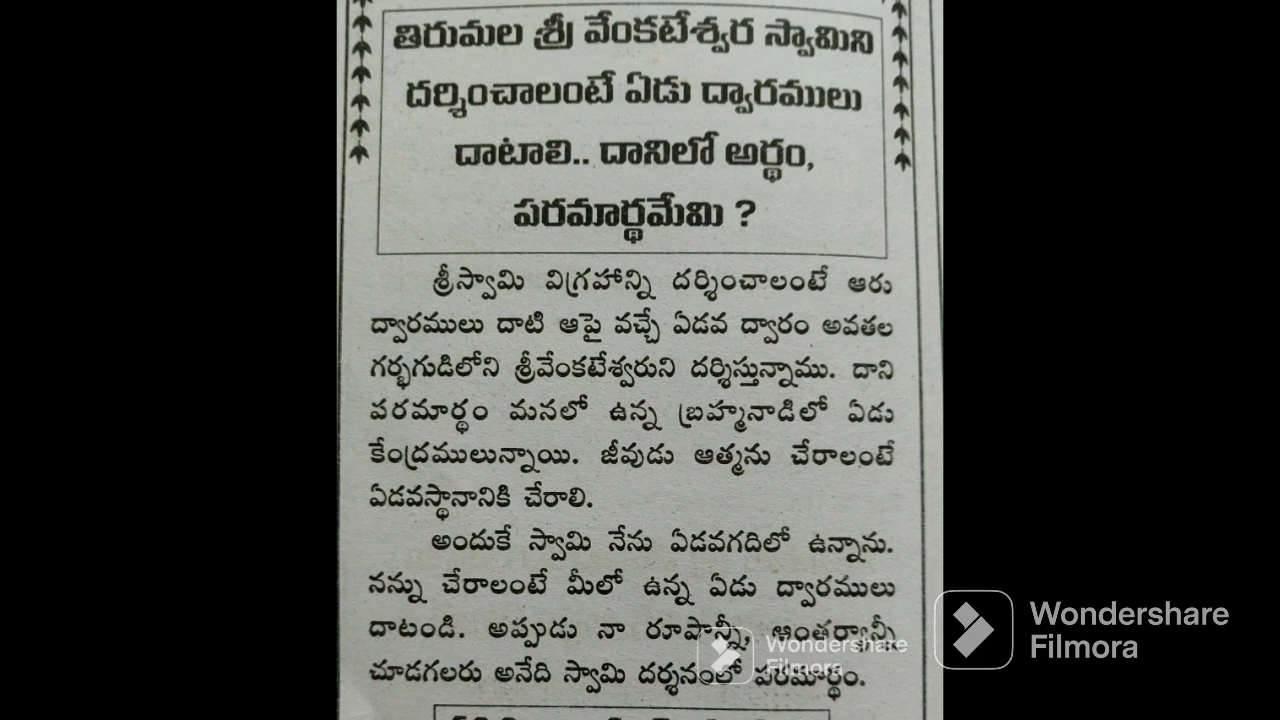 తిరుమల శ్రీ వేంకటేశ్వర స్వామిని
దర్శించాలంటే ఏడు ద్వారములు
దాటాలి.. దానిలో అర్థం,
పరమార్థమేమి ?
శ్రీస్వామి విగ్రహాన్ని దర్శించాలంటే ఆరు
ద్వారములు దాటి ఆపై వచ్చే ఏడవ ద్వారం అవతల
గర్భగుడిలోని శ్రీవేంకటేశ్వరుని దర్శిస్తున్నాము. దాని
పరమార్థం మనలో ఉన్న బ్రహ్మనాడిలో ఏడు
కేంద్రములున్నాయి. జీవుడు ఆత్మను చేరాలంటే
ఏడవస్థానానికి చేరాలి.
అందుకే స్వామి నేను ఏడవగదిలో ఉన్నాను.
నన్ను చేరాలంటే మీలో ఉన్న ఏడు ద్వారములు
దాటండి. అప్పుడు నా రూపాన్నీ, ఆంతర్యాన్నీ
చూడగలరు అనేది స్వామి దర్శనంలో పరమార్థం.
Wondershare
Filmora
Wondershare
Filmora